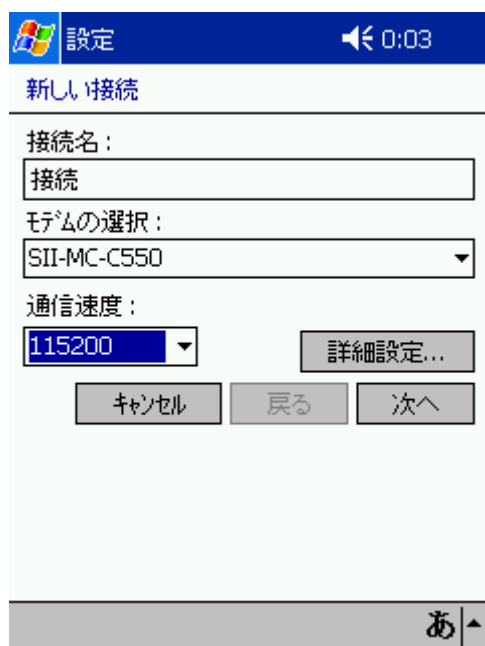 設定 0:03
新しい接続
接続名:
接続
モデムの選択:
SII-MC-C550
通信速度:
115200
詳細設定...
キャンセル 戻る 次へ
あ